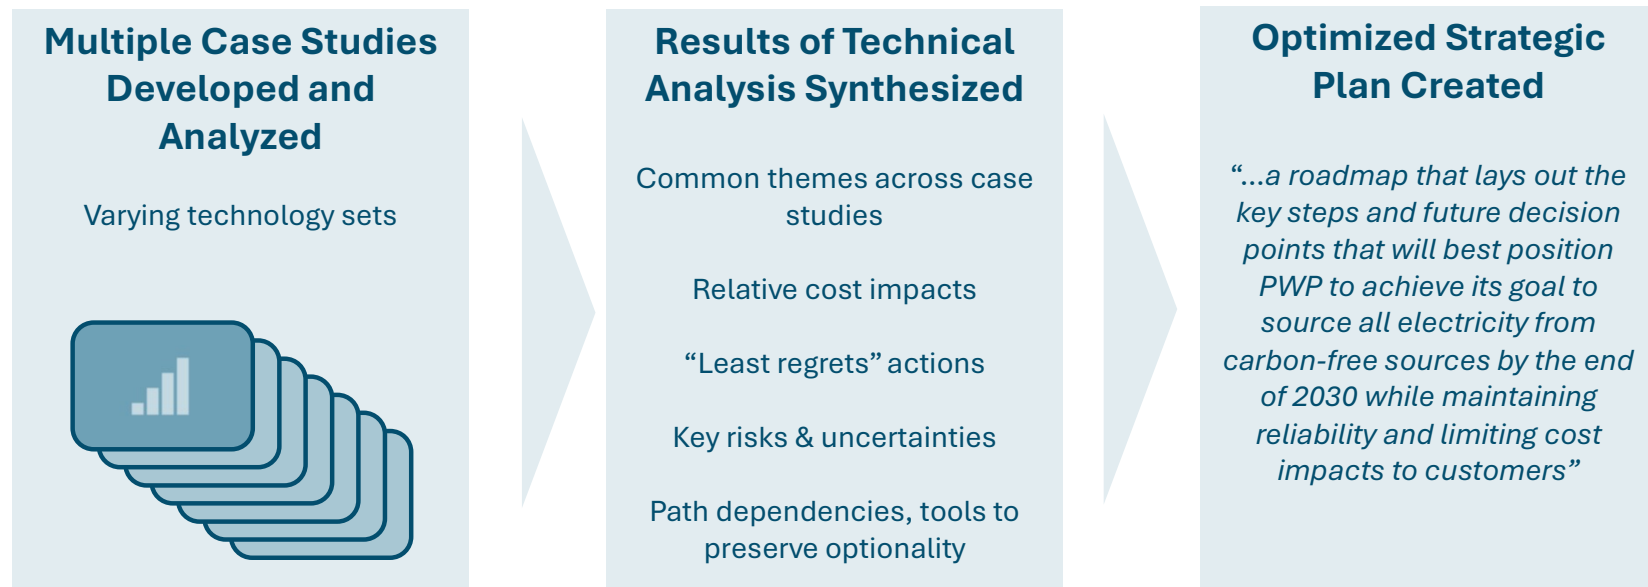 Multiple Case Studies
Developed and
Analyzed
Varying technology sets
Results of Technical
Analysis Synthesized
Common themes across case
studies
Relative cost impacts
“Least regrets” actions
Key risks & uncertainties
Path dependencies, tools to
preserve optionality
Optimized Strategic
Plan Created
“…a roadmap that lays out the
key steps and future decision
points that will best position
PWP to achieve its goal to
source all electricity from
carbon-free sources by the end
of 2030 while maintaining
reliability and limiting cost
impacts to customers”